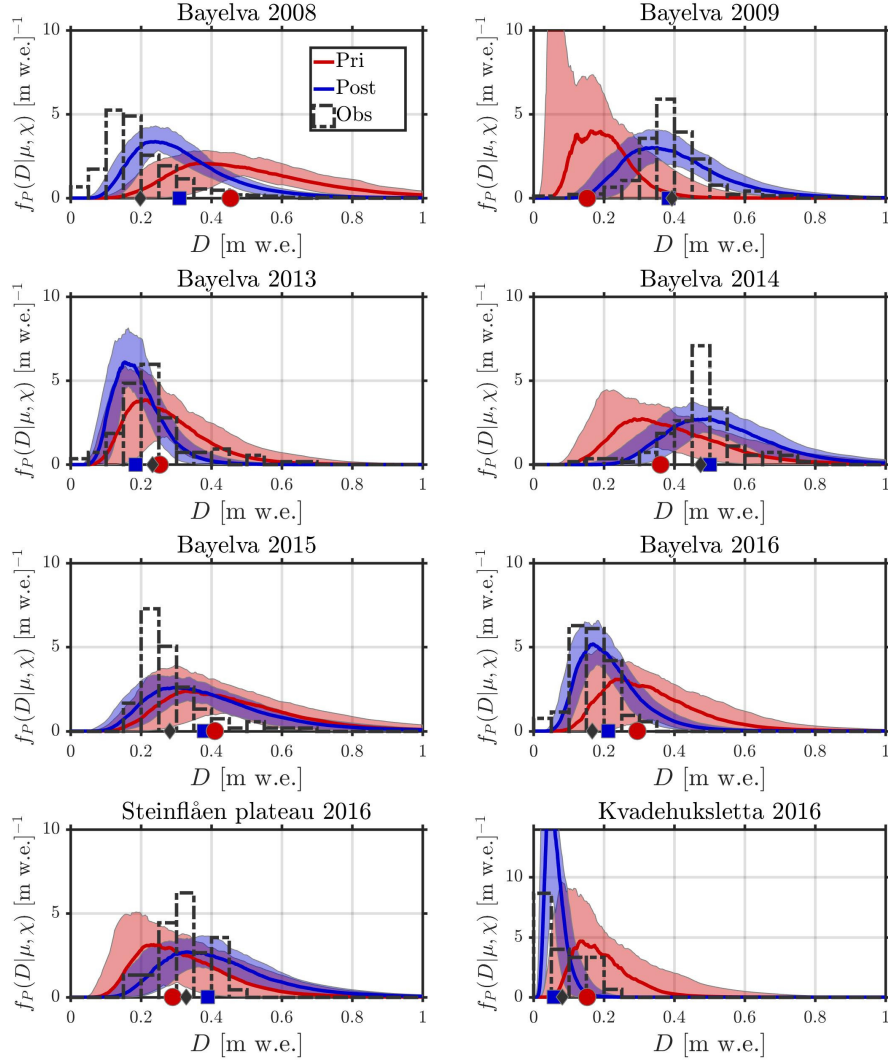 Bayelva 2008
Bayelva 2009
f_P(D|μ, χ) [m w.e.]⁻¹
10
5
0
Pri
Post
Obs
0 0.2 0.4 0.6 0.8 1
D [m w.e.]
f_P(D|μ, χ) [m w.e.]⁻¹
10
5
0
0 0.2 0.4 0.6 0.8 1
D [m w.e.]
Bayelva 2013
Bayelva 2014
f_P(D|μ, χ) [m w.e.]⁻¹
10
5
0
0 0.2 0.4 0.6 0.8 1
D [m w.e.]
f_P(D|μ, χ) [m w.e.]⁻¹
10
5
0
0 0.2 0.4 0.6 0.8 1
D [m w.e.]
Bayelva 2015
Bayelva 2016
f_P(D|μ, χ) [m w.e.]⁻¹
10
5
0
0 0.2 0.4 0.6 0.8 1
D [m w.e.]
f_P(D|μ, χ) [m w.e.]⁻¹
10
5
0
0 0.2 0.4 0.6 0.8 1
D [m w.e.]
Steinflåen plateau 2016
Kvadehuksletta 2016
f_P(D|μ, χ) [m w.e.]⁻¹
10
5
0
0 0.2 0.4 0.6 0.8 1
D [m w.e.]
f_P(D|μ, χ) [m w.e.]⁻¹
10
5
0
0 0.2 0.4 0.6 0.8 1
D [m w.e.]